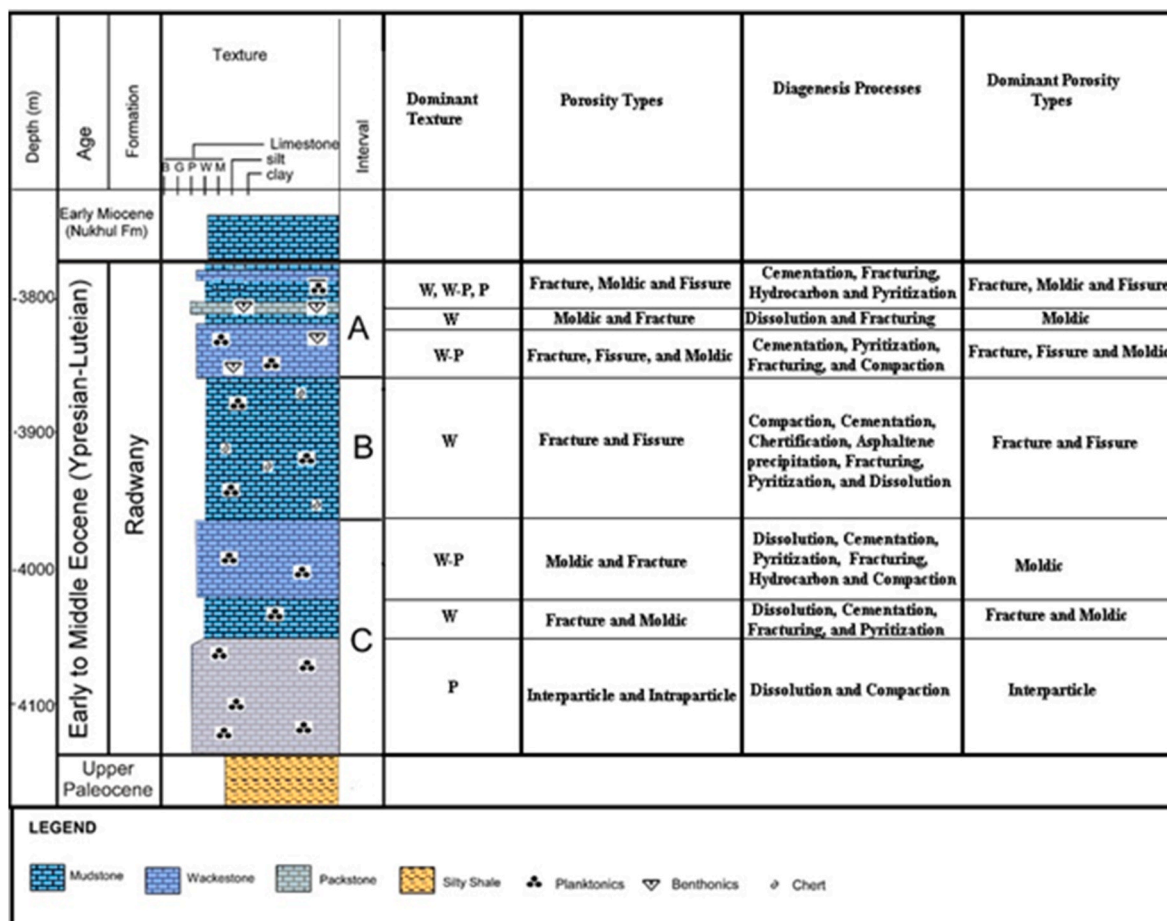 Depth (m)
Age
Formation
Texture
Limestone
silt
clay
B G P W M
Interval
Dominant
Texture
Porosity Types
Diagenesis Processes
Dominant Porosity
Types
Early Miocene
(Nukhul Fm)
3800
3900
4000
4100
Early to Middle Eocene (Ypresian-Luteian)
Radwany
A
W, W-P, P
Fracture, Moldic and Fissure
Cementation, Fracturing,
Hydrocarbon and Pyritization
Fracture, Moldic and Fissure
W
Moldic and Fracture
Dissolution and Fracturing
Moldic
W-P
Fracture, Fissure, and Moldic
Cementation, Pyritization,
Fracturing, and Compaction
Fracture, Fissure and Moldic
B
W
Fracture and Fissure
Compaction, Cementation,
Chertification, Asphaltene
precipitation, Fracturing,
Pyritization, and Dissolution
Fracture and Fissure
C
W-P
Moldic and Fracture
Dissolution, Cementation,
Pyritization, Fracturing,
Hydrocarbon and Compaction
Moldic
W
Fracture and Moldic
Dissolution, Cementation,
Fracturing, and Pyritization
Fracture and Moldic
P
Interparticle and Intraparticle
Dissolution and Compaction
Interparticle
Upper
Paleocene
LEGEND
Mudstone
Wackestone
Packstone
Silty Shale
Planktonics
Benthonics
Chert